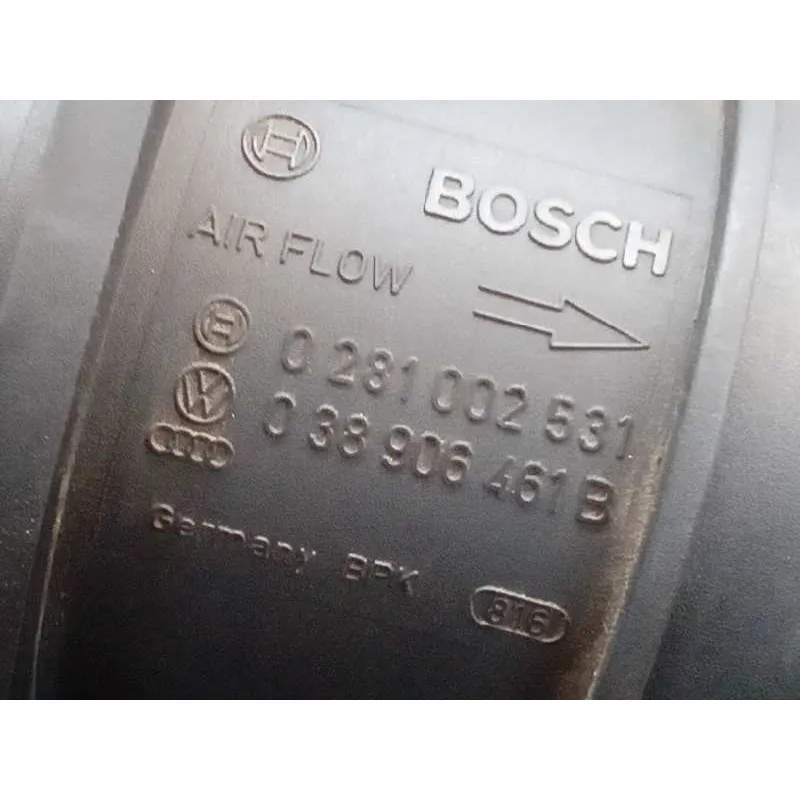 BOSCH
AIR FLOW
0 281 002 531
038 906 461 B
Germany BPK
816